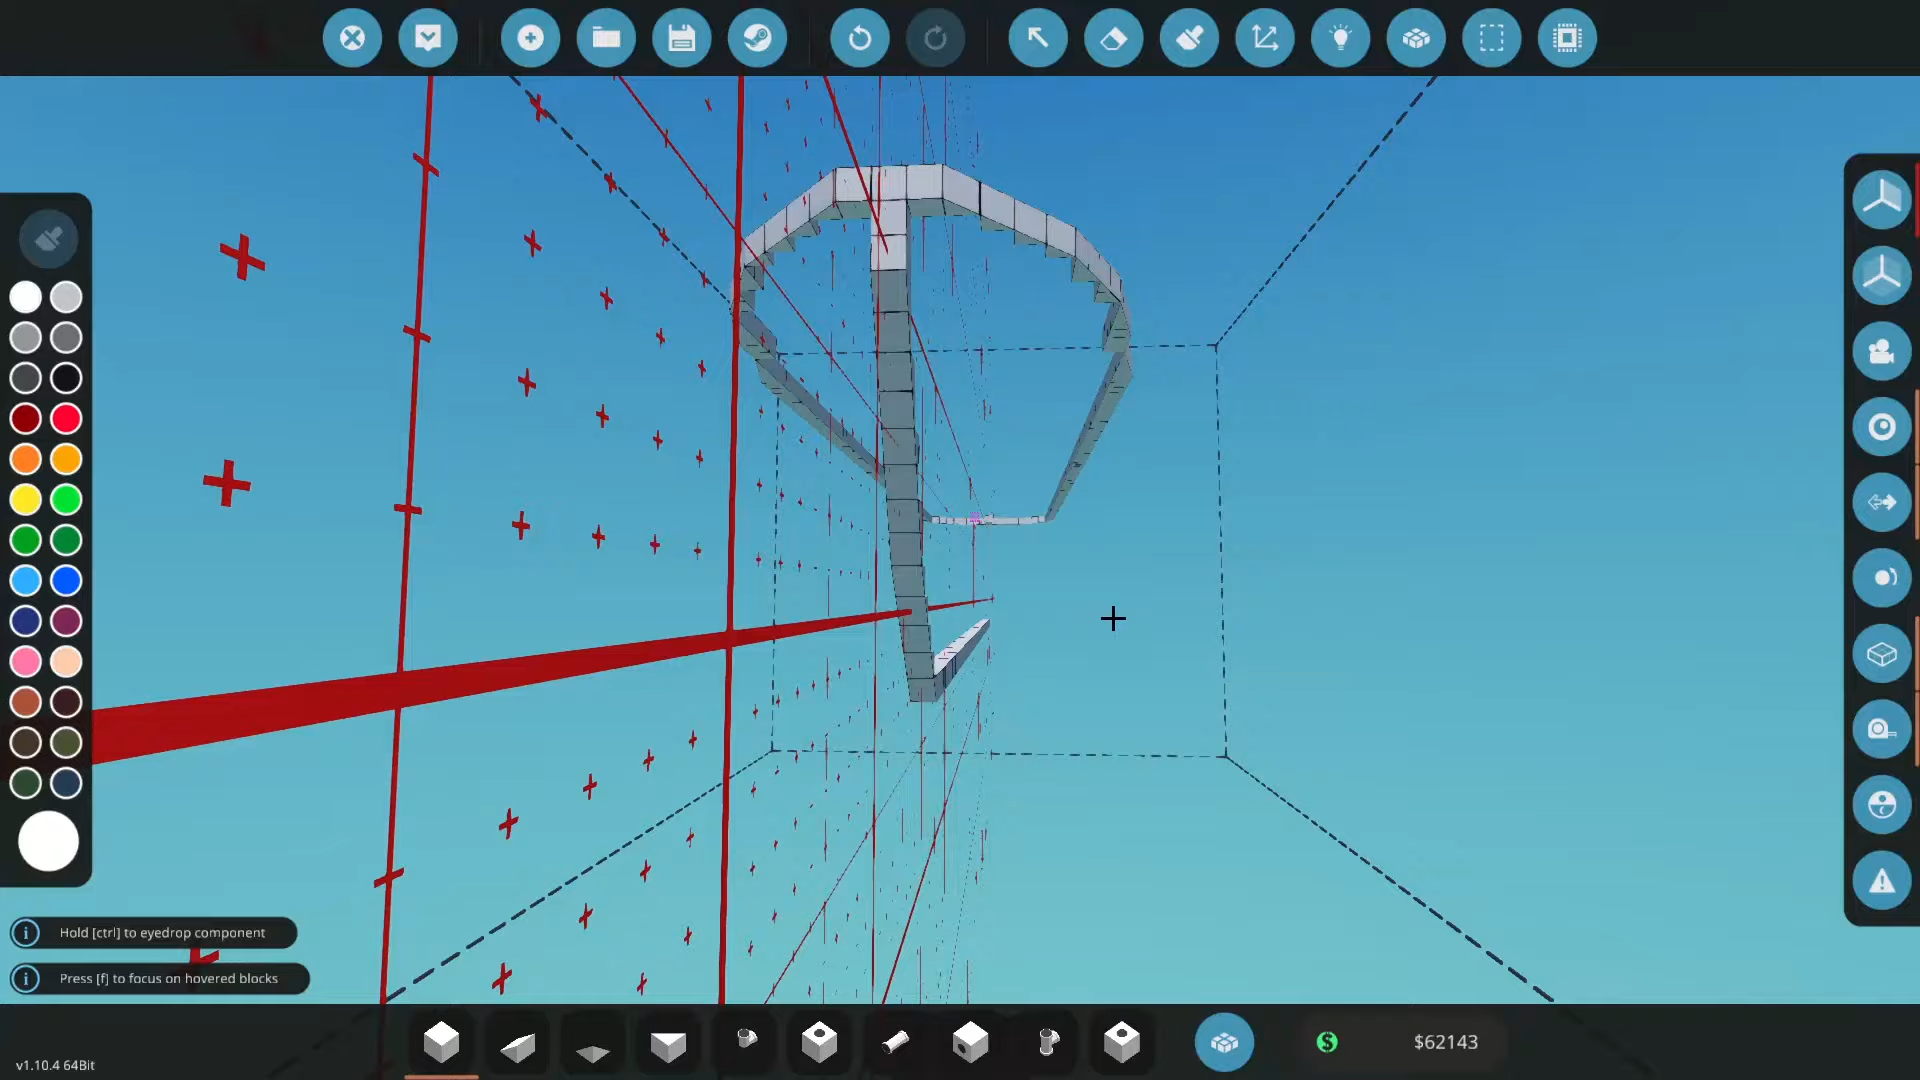 Hold [ctrl] to eyedrop component
Press [f] to focus on hovered blocks
$62143
v1.10.4 64Bit